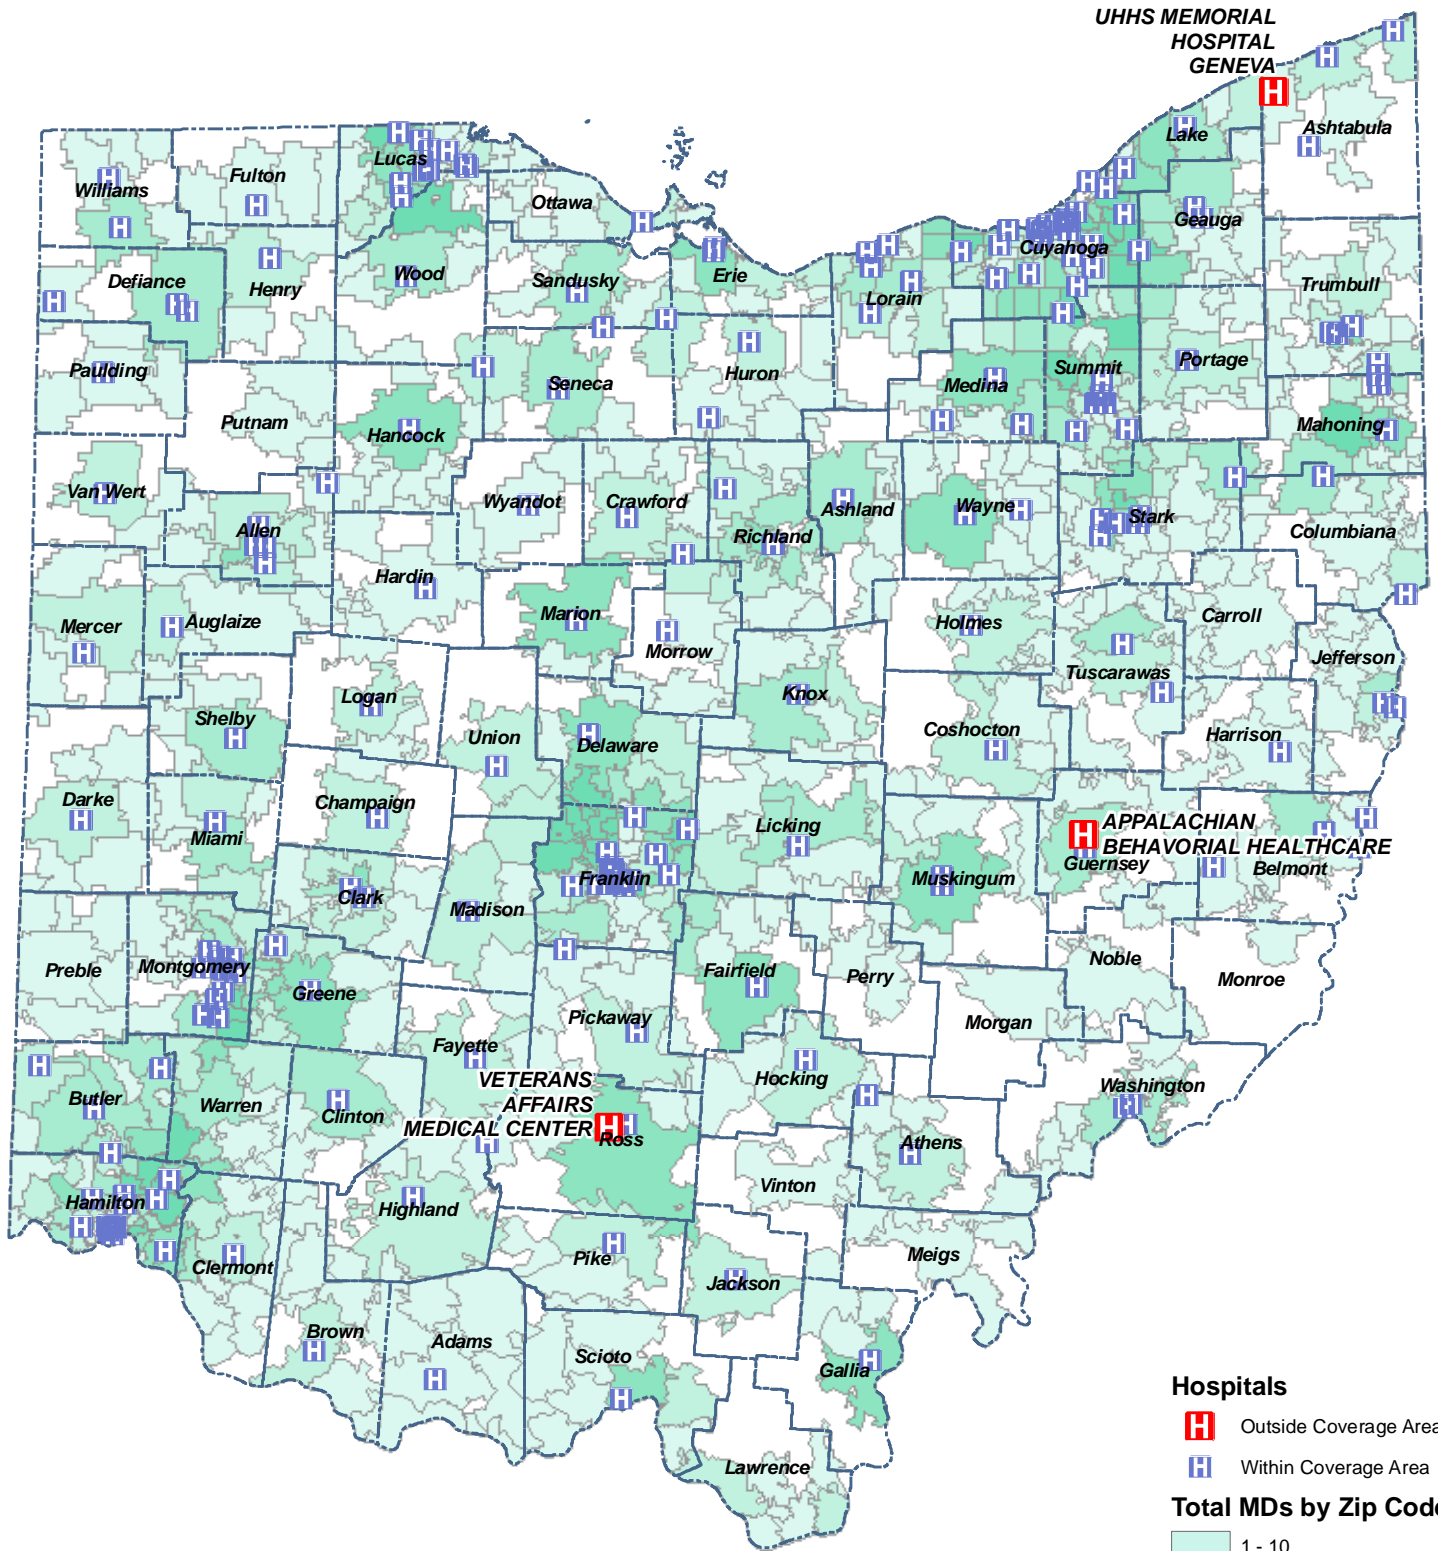 UHHS MEMORIAL
HOSPITAL
GENEVA
Ashtabula
Lake
Lucas
Fulton
Williams
Ottawa
Geauga
Cuyahoga
Wood
Sandusky
Erie
Defiance
Henry
Lorain
Trumbull
Paulding
Huron
Seneca
Medina
Summit
Portage
Putnam
Hancock
Mahoning
Van Wert
Wyandot
Crawford
Ashland
Wayne
Stark
Allen
Richland
Columbiana
Hardin
Marion
Mercer
Auglaize
Holmes
Carroll
Morrow
Jefferson
Tuscarawas
Logan
Knox
Shelby
Union
Delaware
Coshocton
Harrison
Darke
Champaign
Miami
Licking
APPALACHIAN
BEHAVORIAL HEALTHCARE
Guernsey
Belmont
Franklin
Muskingum
Clark
Madison
Preble
Montgomery
Greene
Fairfield
Perry
Noble
Monroe
Pickaway
Morgan
Fayette
Hocking
VETERANS
AFFAIRS
MEDICAL CENTER
Butler
Warren
Clinton
Washington
Ross
Athens
Vinton
Hamilton
Highland
Clermont
Pike
Jackson
Meigs
Brown
Adams
Scioto
Gallia
Lawrence
Hospitals
H Outside Coverage Area
H Within Coverage Area
Total MDs by Zip Code
1 - 10